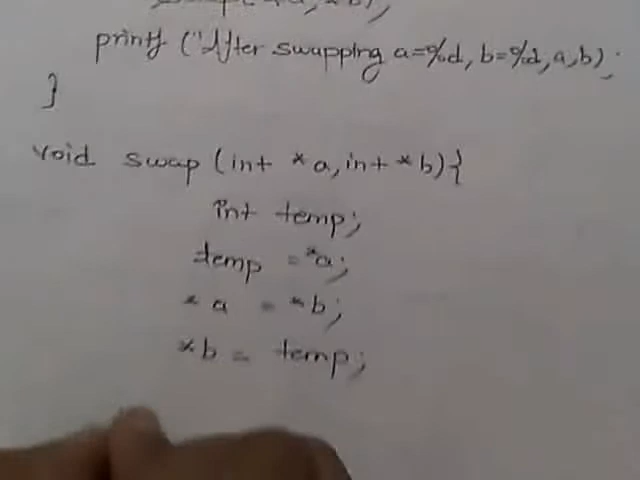 printf ("After swapping a=%d, b=%d, a, b);
}
void swap (int *a, int *b){
int temp;
temp = *a;
*a = *b;
*b = temp;